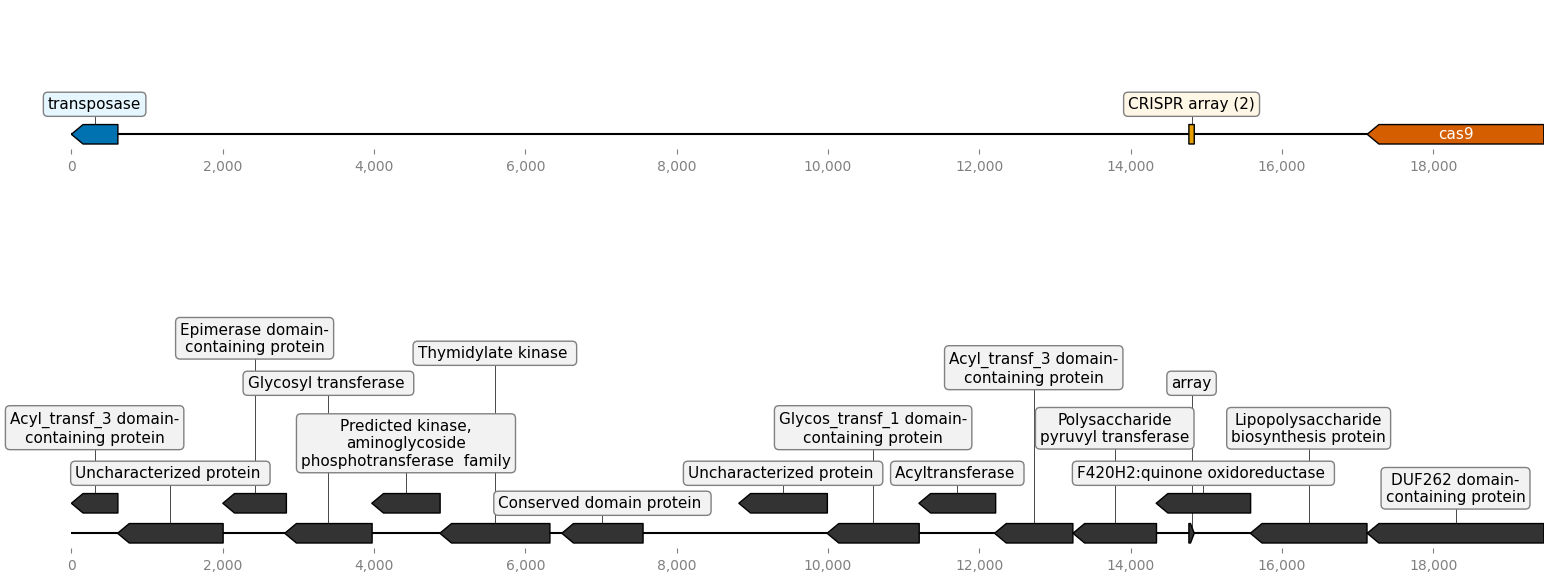 transposase
CRISPR array (2)
cas9
0
2,000
4,000
6,000
8,000
10,000
12,000
14,000
16,000
18,000
Epimerase domain-
containing protein
Thymidylate kinase
Acyl_transf_3 domain-
containing protein
Glycosyl transferase
array
Acyl_transf_3 domain-
containing protein
Predicted kinase,
aminoglycoside
phosphotransferase  family
Glycos_transf_1 domain-
containing protein
Polysaccharide
pyruvyl transferase
Lipopolysaccharide
biosynthesis protein
Uncharacterized protein
Uncharacterized protein
Acyltransferase
F420H2:quinone oxidoreductase
DUF262 domain-
containing protein
Conserved domain protein
0
2,000
4,000
6,000
8,000
10,000
12,000
14,000
16,000
18,000